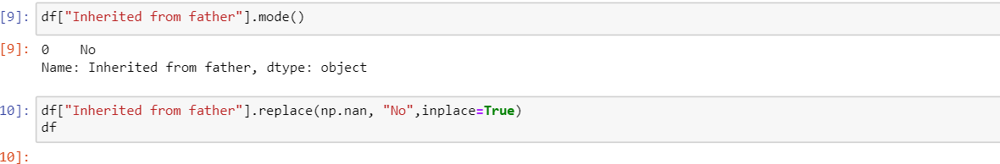 [9]: df["Inherited from father"].mode()
[9]: 0    No
Name: Inherited from father, dtype: object
10]: df["Inherited from father"].replace(np.nan, "No",inplace=True)
df
10]: